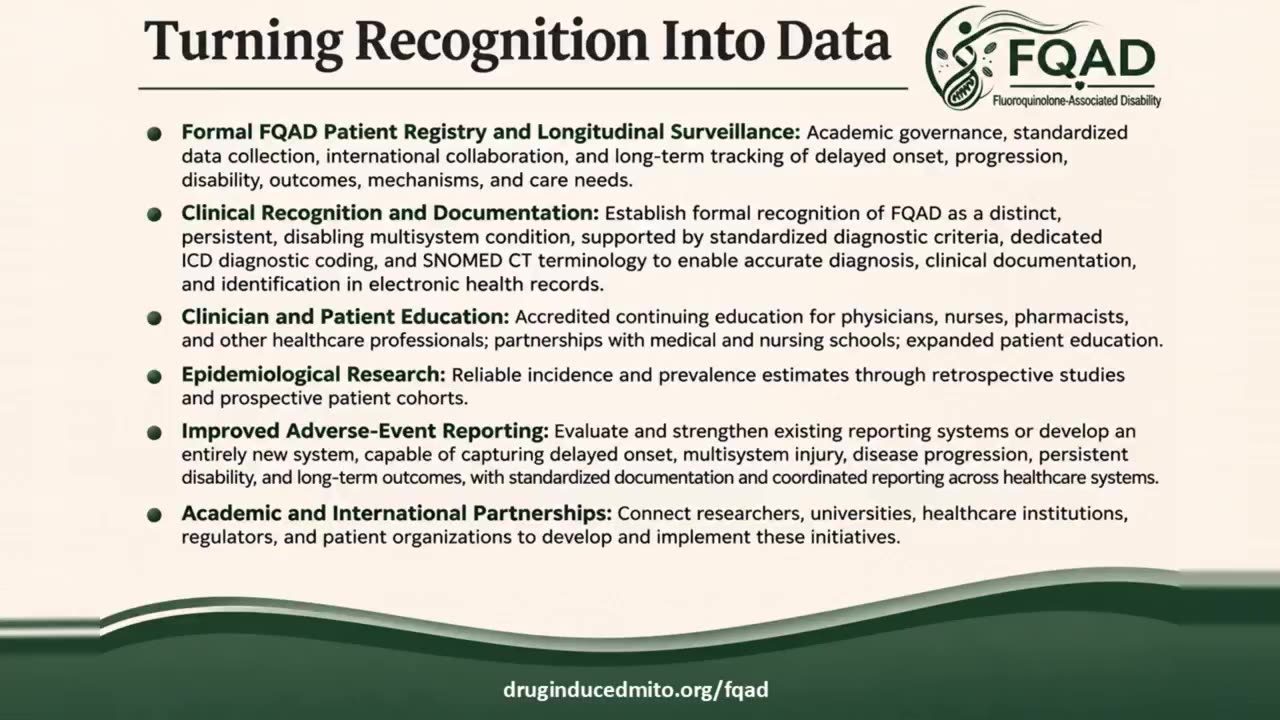 Turning Recognition Into Data
FQAD
Fluoroquinolone-Associated Disability
Formal FQAD Patient Registry and Longitudinal Surveillance: Academic governance, standardized
data collection, international collaboration, and long-term tracking of delayed onset, progression,
disability, outcomes, mechanisms, and care needs.
Clinical Recognition and Documentation: Establish formal recognition of FQAD as a distinct,
persistent, disabling multisystem condition, supported by standardized diagnostic criteria, dedicated
ICD diagnostic coding, and SNOMED CT terminology to enable accurate diagnosis, clinical documentation,
and identification in electronic health records.
Clinician and Patient Education: Accredited continuing education for physicians, nurses, pharmacists,
and other healthcare professionals; partnerships with medical and nursing schools; expanded patient education.
Epidemiological Research: Reliable incidence and prevalence estimates through retrospective studies
and prospective patient cohorts.
Improved Adverse-Event Reporting: Evaluate and strengthen existing reporting systems or develop an
entirely new system, capable of capturing delayed onset, multisystem injury, disease progression, persistent
disability, and long-term outcomes, with standardized documentation and coordinated reporting across healthcare systems.
Academic and International Partnerships: Connect researchers, universities, healthcare institutions,
regulators, and patient organizations to develop and implement these initiatives.
druginducedmito.org/fqad